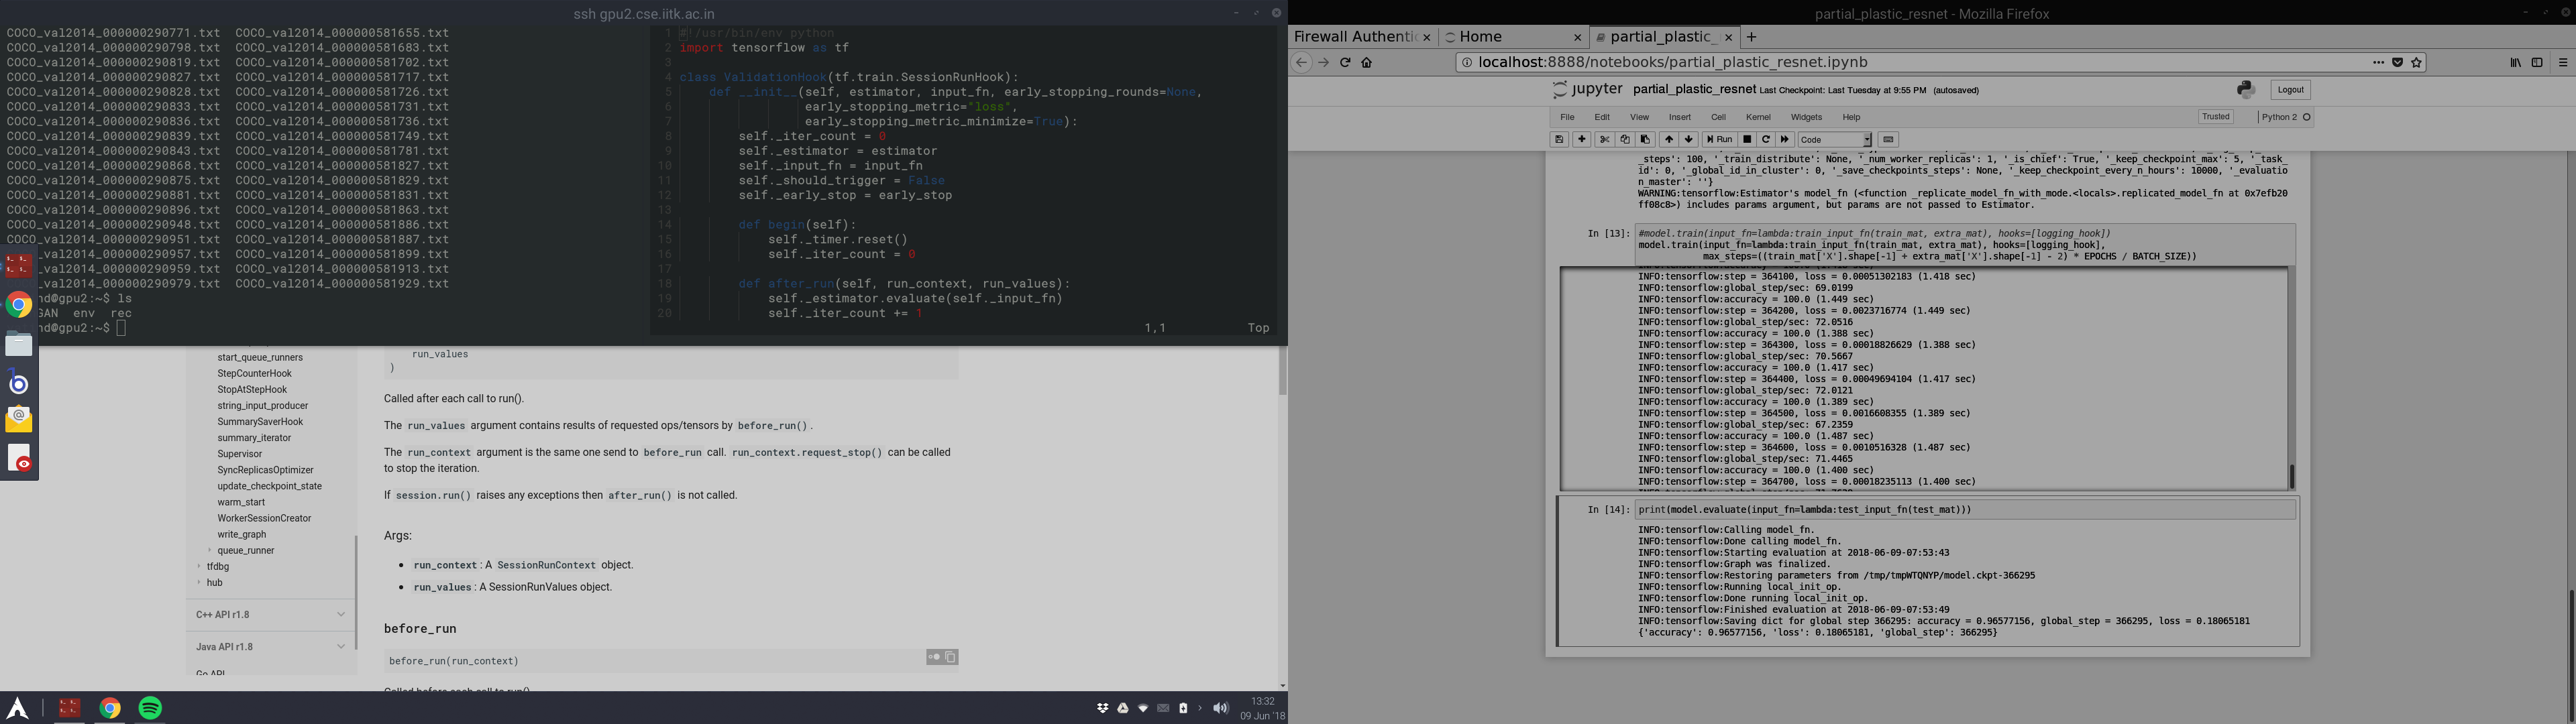 ssh gpu2.cse.iitk.ac.in
COCO_val2014_000000290771.txt  COCO_val2014_000000581655.txt
COCO_val2014_000000290798.txt  COCO_val2014_000000581683.txt
COCO_val2014_000000290819.txt  COCO_val2014_000000581702.txt
COCO_val2014_000000290827.txt  COCO_val2014_000000581717.txt
COCO_val2014_000000290828.txt  COCO_val2014_000000581726.txt
COCO_val2014_000000290833.txt  COCO_val2014_000000581731.txt
COCO_val2014_000000290836.txt  COCO_val2014_000000581736.txt
COCO_val2014_000000290839.txt  COCO_val2014_000000581749.txt
COCO_val2014_000000290843.txt  COCO_val2014_000000581781.txt
COCO_val2014_000000290868.txt  COCO_val2014_000000581827.txt
COCO_val2014_000000290875.txt  COCO_val2014_000000581829.txt
COCO_val2014_000000290881.txt  COCO_val2014_000000581831.txt
COCO_val2014_000000290896.txt  COCO_val2014_000000581863.txt
COCO_val2014_000000290948.txt  COCO_val2014_000000581886.txt
COCO_val2014_000000290951.txt  COCO_val2014_000000581887.txt
_val2014_000000290957.txt  COCO_val2014_000000581899.txt
_val2014_000000290959.txt  COCO_val2014_000000581913.txt
_val2014_000000290979.txt  COCO_val2014_000000581929.txt
nd@gpu2:~$ ls
GAN  env  rec
nd@gpu2:~$
1 #!/usr/bin/env python
2 import tensorflow as tf
3
4 class ValidationHook(tf.train.SessionRunHook):
5     def __init__(self, estimator, input_fn, early_stopping_rounds=None,
6                  early_stopping_metric="loss",
7                  early_stopping_metric_minimize=True):
8         self._iter_count = 0
9         self._estimator = estimator
10         self._input_fn = input_fn
11         self._should_trigger = False
12         self._early_stop = early_stop
13
14         def begin(self):
15             self._timer.reset()
16             self._iter_count = 0
17
18         def after_run(self, run_context, run_values):
19             self._estimator.evaluate(self._input_fn)
20             self._iter_count += 1
1,1  Top
start_queue_runners
StepCounterHook
StopAtStepHook
string_input_producer
SummarySaverHook
summary_iterator
Supervisor
SyncReplicasOptimizer
update_checkpoint_state
warm_start
WorkerSessionCreator
write_graph
queue_runner
tfdbg
hub
C++ API r1.8
Java API r1.8
Go API
run_values
)
Called after each call to run().
The run_values argument contains results of requested ops/tensors by before_run() .
The run_context argument is the same one send to before_run call. run_context.request_stop() can be called
to stop the iteration.
If session.run() raises any exceptions then after_run() is not called.
Args:
• run_context : A SessionRunContext object.
• run_values : A SessionRunValues object.
before_run
before_run(run_context)
Called before each call to run()
13:32
09 Jun '18
partial_plastic_resnet - Mozilla Firefox
Firewall Authentic  Home  partial_plastic_
localhost:8888/notebooks/partial_plastic_resnet.ipynb
jupyter partial_plastic_resnet Last Checkpoint: Last Tuesday at 9:55 PM (autosaved) Logout
File Edit View Insert Cell Kernel Widgets Help Trusted Python 2
Run Code
_steps': 100, '_train_distribute': None, '_num_worker_replicas': 1, '_is_chief': True, '_keep_checkpoint_max': 5, '_task_
id': 0, '_global_id_in_cluster': 0, '_save_checkpoints_steps': None, '_keep_checkpoint_every_n_hours': 10000, '_evaluatio
n_master': ''}
WARNING:tensorflow:Estimator's model_fn (<function _replicate_model_fn_with_mode.<locals>.replicated_model_fn at 0x7efb20
ff08c8>) includes params argument, but params are not passed to Estimator.
In [13]: #model.train(input_fn=lambda:train_input_fn(train_mat, extra_mat), hooks=[logging_hook])
model.train(input_fn=lambda:train_input_fn(train_mat, extra_mat), hooks=[logging_hook],
max_steps=((train_mat['X'].shape[-1] + extra_mat['X'].shape[-1] - 2) * EPOCHS / BATCH_SIZE))
INFO:tensorflow:step = 364100, loss = 0.00051302183 (1.418 sec)
INFO:tensorflow:global_step/sec: 69.0199
INFO:tensorflow:accuracy = 100.0 (1.449 sec)
INFO:tensorflow:step = 364200, loss = 0.0023716774 (1.449 sec)
INFO:tensorflow:global_step/sec: 72.0516
INFO:tensorflow:accuracy = 100.0 (1.388 sec)
INFO:tensorflow:step = 364300, loss = 0.00018826629 (1.388 sec)
INFO:tensorflow:global_step/sec: 70.5667
INFO:tensorflow:accuracy = 100.0 (1.417 sec)
INFO:tensorflow:step = 364400, loss = 0.00049694104 (1.417 sec)
INFO:tensorflow:global_step/sec: 72.0121
INFO:tensorflow:accuracy = 100.0 (1.389 sec)
INFO:tensorflow:step = 364500, loss = 0.0016608355 (1.389 sec)
INFO:tensorflow:global_step/sec: 67.2359
INFO:tensorflow:accuracy = 100.0 (1.487 sec)
INFO:tensorflow:step = 364600, loss = 0.0010516328 (1.487 sec)
INFO:tensorflow:global_step/sec: 71.4465
INFO:tensorflow:accuracy = 100.0 (1.400 sec)
INFO:tensorflow:step = 364700, loss = 0.00018235113 (1.400 sec)
In [14]: print(model.evaluate(input_fn=lambda:test_input_fn(test_mat)))
INFO:tensorflow:Calling model_fn.
INFO:tensorflow:Done calling model_fn.
INFO:tensorflow:Starting evaluation at 2018-06-09-07:53:43
INFO:tensorflow:Graph was finalized.
INFO:tensorflow:Restoring parameters from /tmp/tmpWTQNYP/model.ckpt-366295
INFO:tensorflow:Running local_init_op.
INFO:tensorflow:Done running local_init_op.
INFO:tensorflow:Finished evaluation at 2018-06-09-07:53:49
INFO:tensorflow:Saving dict for global step 366295: accuracy = 0.96577156, global_step = 366295, loss = 0.18065181
{'accuracy': 0.96577156, 'loss': 0.18065181, 'global_step': 366295}